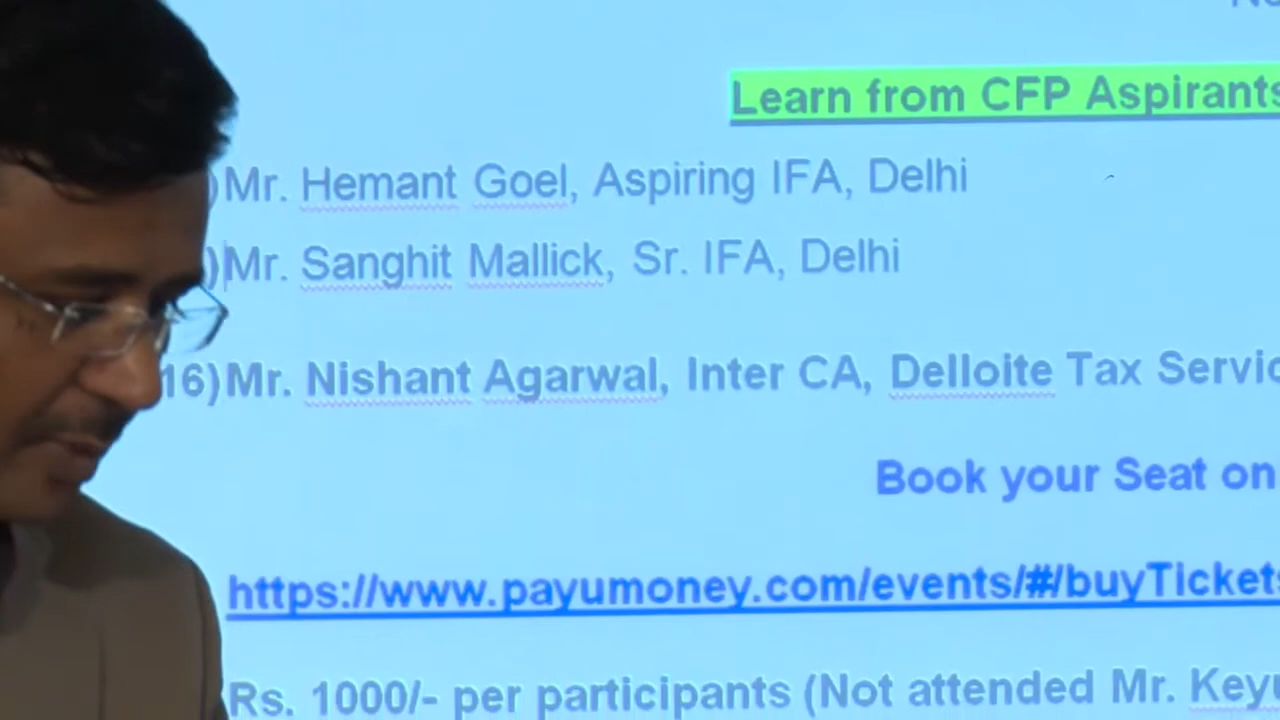 Learn from CFP Aspirants
)Mr. Hemant Goel, Aspiring IFA, Delhi
)Mr. Sanghit Mallick, Sr. IFA, Delhi
16)Mr. Nishant Agarwal, Inter CA, Delloite Tax Servic
Book your Seat on
https://www.payumoney.com/events/#/buyTickets
Rs. 1000/- per participants (Not attended Mr. Keyu